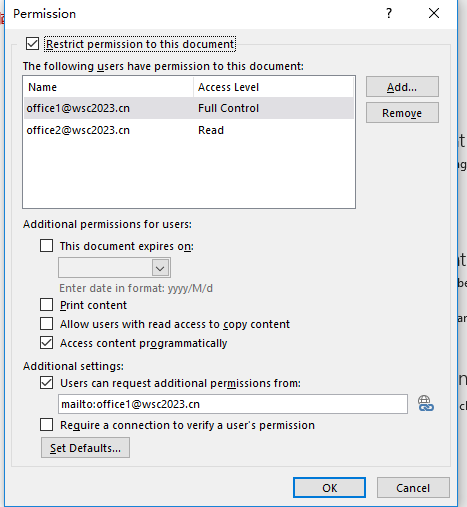 Permission
Restrict permission to this document
The following users have permission to this document:
Name Access Level
office1@wsc2023.cn Full Control
office2@wsc2023.cn Read
Add...
Remove
Additional permissions for users:
This document expires on:
Enter date in format: yyyy/M/d
Print content
Allow users with read access to copy content
Access content programmatically
Additional settings:
Users can request additional permissions from:
mailto:office1@wsc2023.cn
Require a connection to verify a user's permission
Set Defaults...
OK Cancel